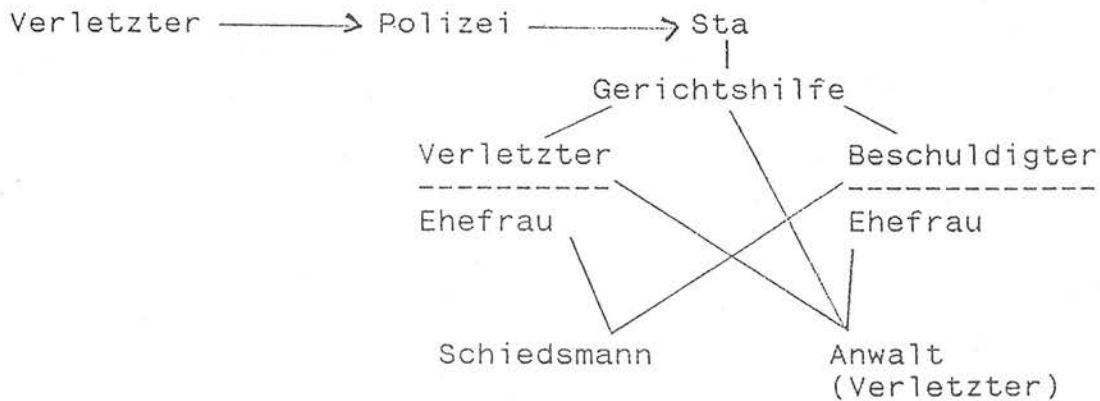 Verletzter Polizei Sta
Gerichtshilfe
Verletzter Beschuldigter
Ehefrau Ehefrau
Schiedsmann Anwalt
(Verletzter)